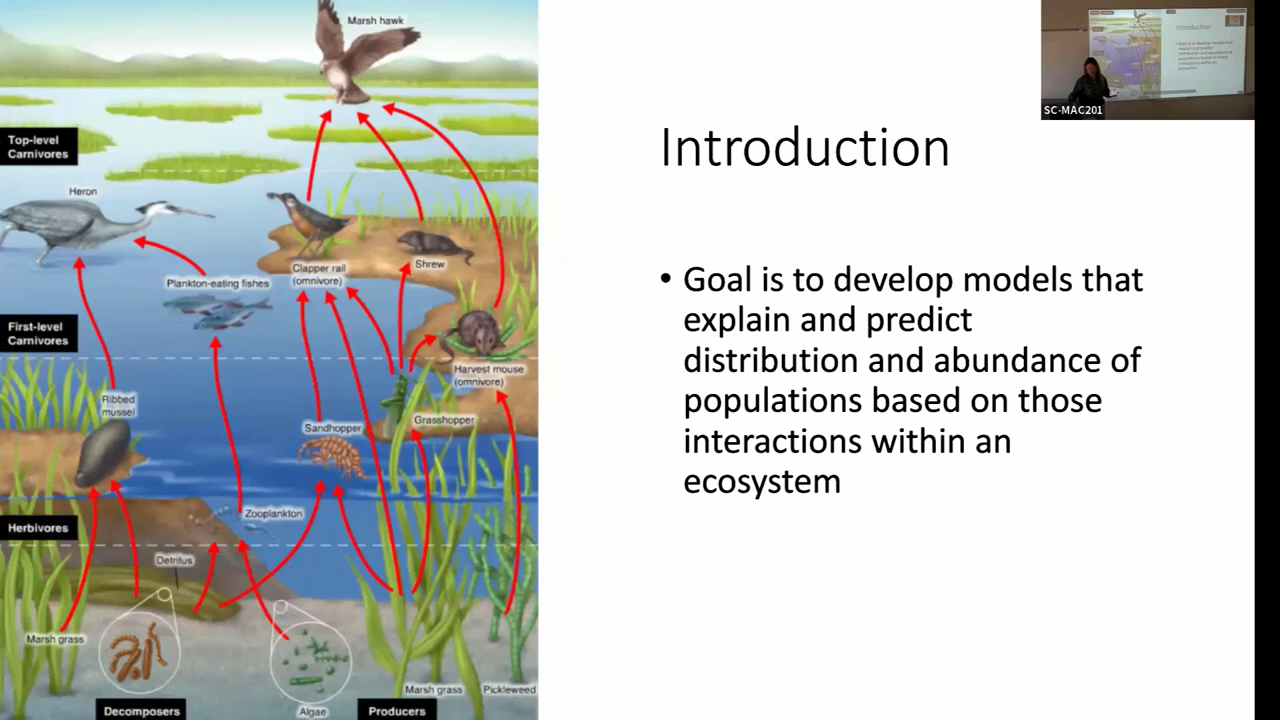 Marsh hawk
Top-level
Carnivores
Heron
Clapper rail
(omnivore)
Shrew
Plankton-eating fishes
First-level
Carnivores
Harvest mouse
(omnivore)
Ribbed
mussel
Grasshopper
Sandhopper
Zooplankton
Herbivores
Detritus
Marsh grass
Marsh grass
Pickleweed
Decomposers
Algae
Producers
Introduction
• Goal is to develop models that
explain and predict
distribution and abundance of
populations based on those
interactions within an
ecosystem
SC-MAC201
Introduction